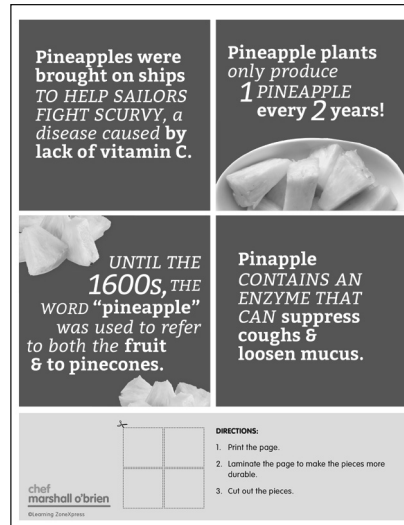 Pineapples were
brought on ships
TO HELP SAILORS
FIGHT SCURVY, a
disease caused by
lack of vitamin C.
Pineapple plants
only produce
1 PINEAPPLE
every 2 years!
UNTIL THE
1600s, THE
WORD “pineapple”
was used to refer
to both the fruit
& to pinecones.
Pinapple
CONTAINS AN
ENZYME THAT
CAN suppress
coughs &
loosen mucus.
chef
marshall o'brien
©Learning ZoneXpress
DIRECTIONS:
1. Print the page.
2. Laminate the page to make the pieces more
durable.
3. Cut out the pieces.